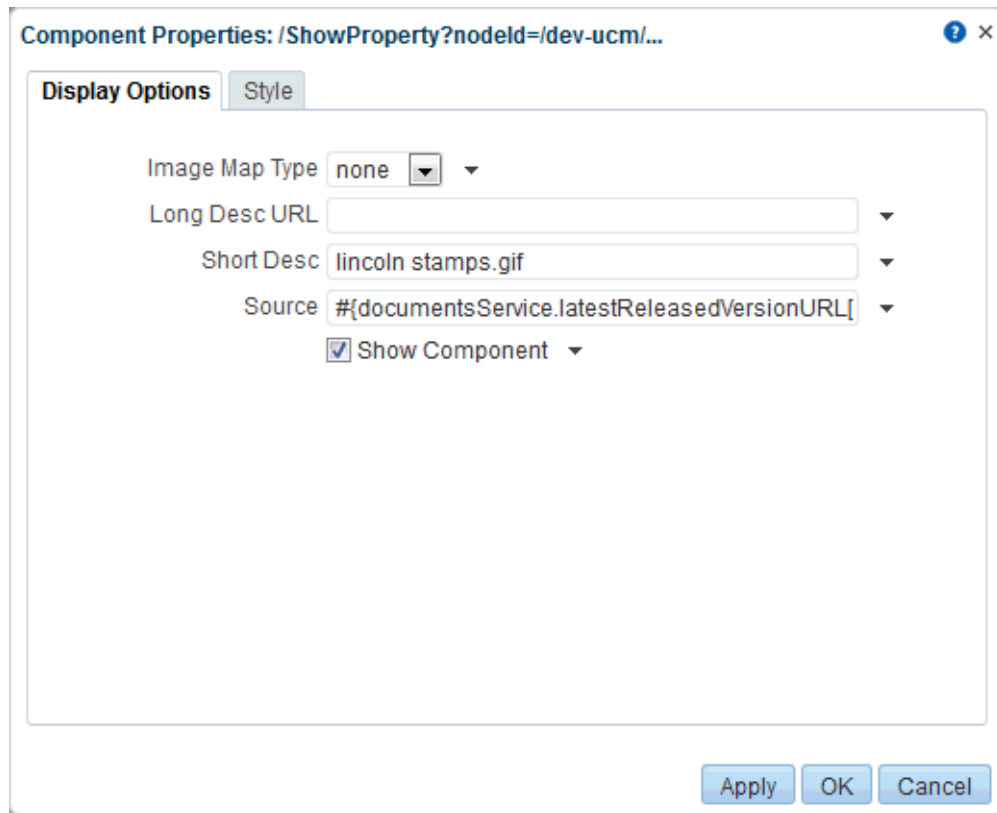 Component Properties: /ShowProperty?nodeId=/dev-ucm/...
Display Options Style
Image Map Type none
Long Desc URL
Short Desc lincoln stamps.gif
Source #{documentsService.latestReleasedVersionURL[
Show Component
Apply OK Cancel